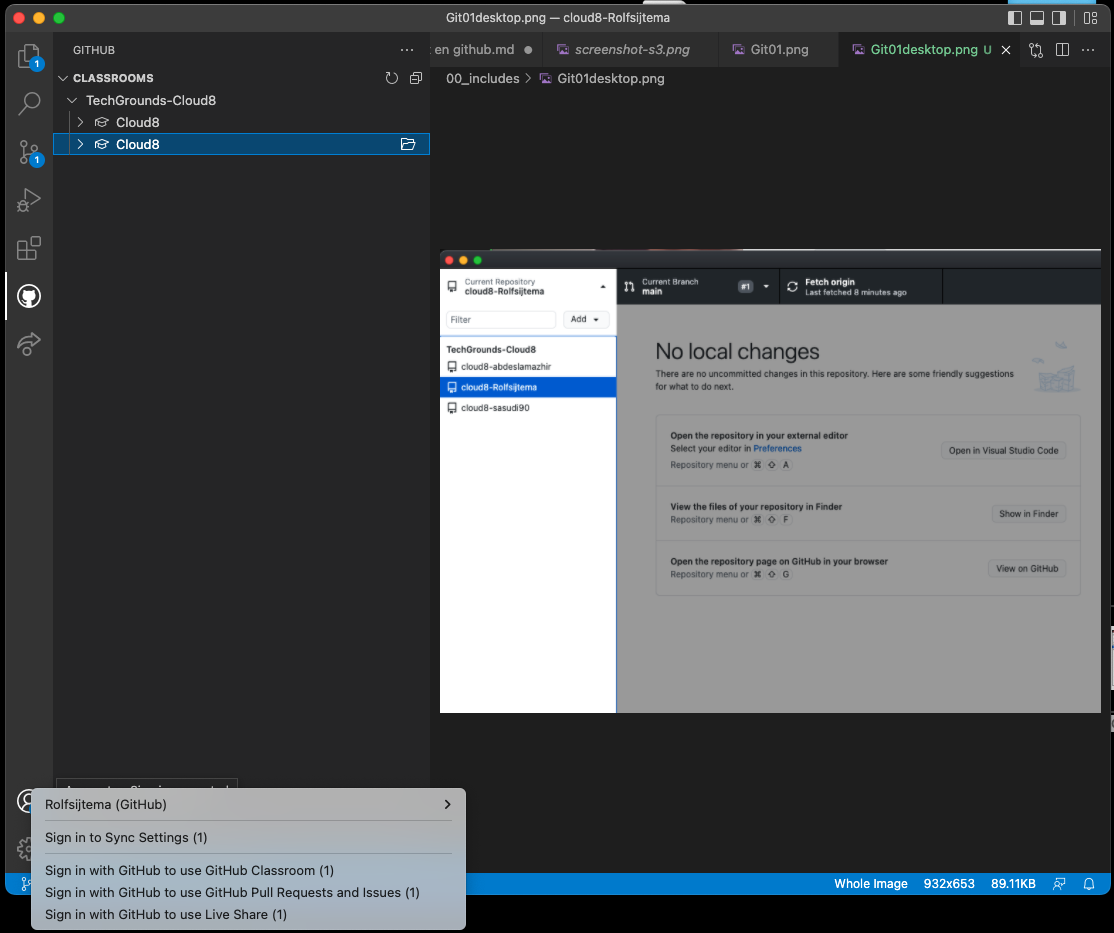 Git01desktop.png — cloud8-Rolfsijtema
GITHUB
en github.md
screenshot-s3.png
Git01.png
Git01desktop.png U
1
CLASSROOMS
00_includes > Git01desktop.png
TechGrounds-Cloud8
Cloud8
Cloud8
1
Current Repository
cloud8-Rolfsijtema
Current Branch
main
#1
Fetch origin
Last fetched 8 minutes ago
Filter
Add
TechGrounds-Cloud8
cloud8-abdeslamazhir
cloud8-Rolfsijtema
cloud8-sasudi90
No local changes
There are no uncommitted changes in this repository. Here are some friendly suggestions
for what to do next.
Open the repository in your external editor
Select your editor in Preferences
Repository menu or ⌘ ⇧ A
Open in Visual Studio Code
View the files of your repository in Finder
Repository menu or ⌘ ⇧ F
Show in Finder
Open the repository page on GitHub in your browser
Repository menu or ⌘ ⇧ G
View on GitHub
Rolfsijtema (GitHub)
Sign in to Sync Settings (1)
Sign in with GitHub to use GitHub Classroom (1)
Sign in with GitHub to use GitHub Pull Requests and Issues (1)
Sign in with GitHub to use Live Share (1)
Whole Image 932x653 89.11KB